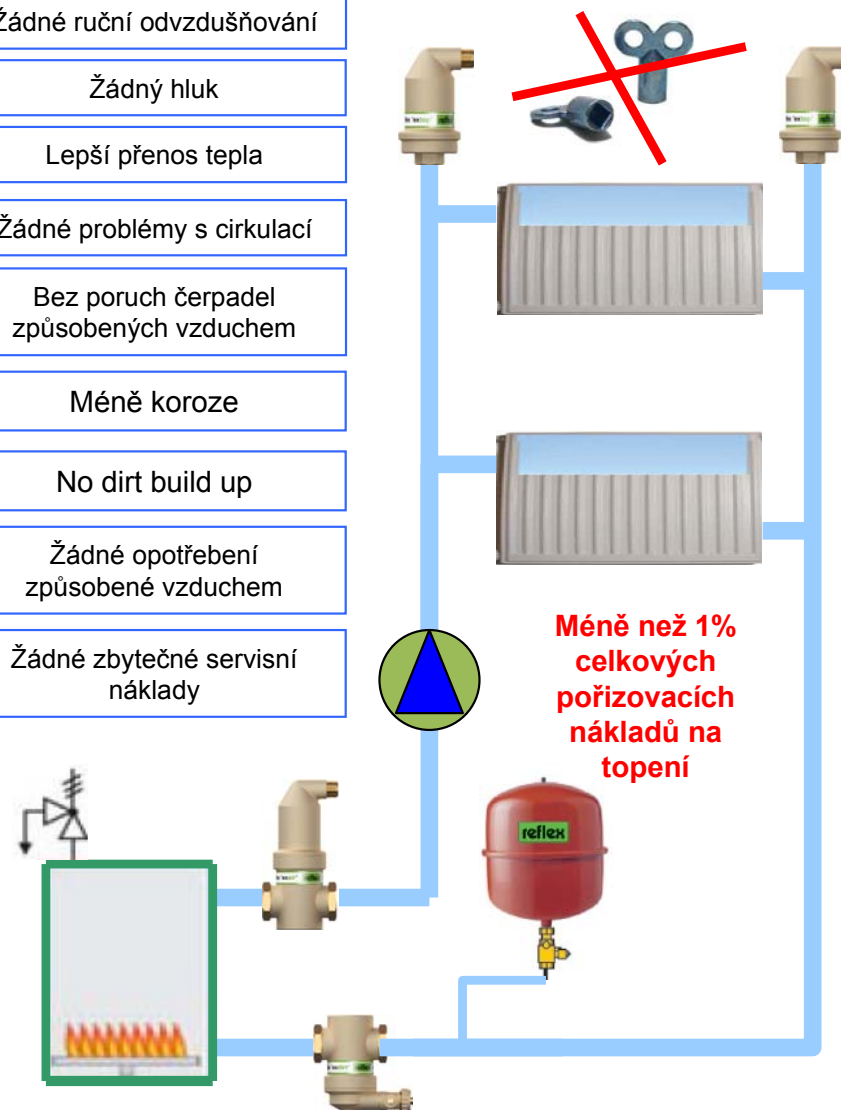 Žádné ruční odvzdušňování
Žádný hluk
Lepší přenos tepla
Žádné problémy s cirkulací
Bez poruch čerpadel
způsobených vzduchem
Méně koroze
No dirt build up
Žádné opotřebení
způsobené vzduchem
Žádné zbytečné servisní
náklady
Méně než 1%
celkových
pořizovacích
nákladů na
topení
reflex